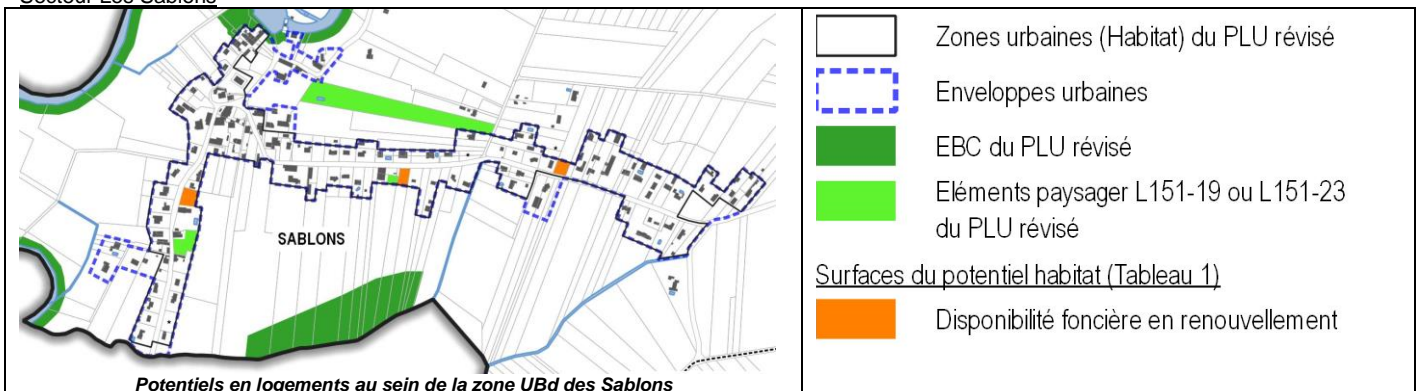 Secteur Les Sablons
SABLONS
Potentiels en logements au sein de la zone UBd des Sablons
Zones urbaines (Habitat) du PLU révisé
Enveloppes urbaines
EBC du PLU révisé
Eléments paysager L151-19 ou L151-23
du PLU révisé
Surfaces du potentiel habitat (Tableau 1)
Disponibilité foncière en renouvellement